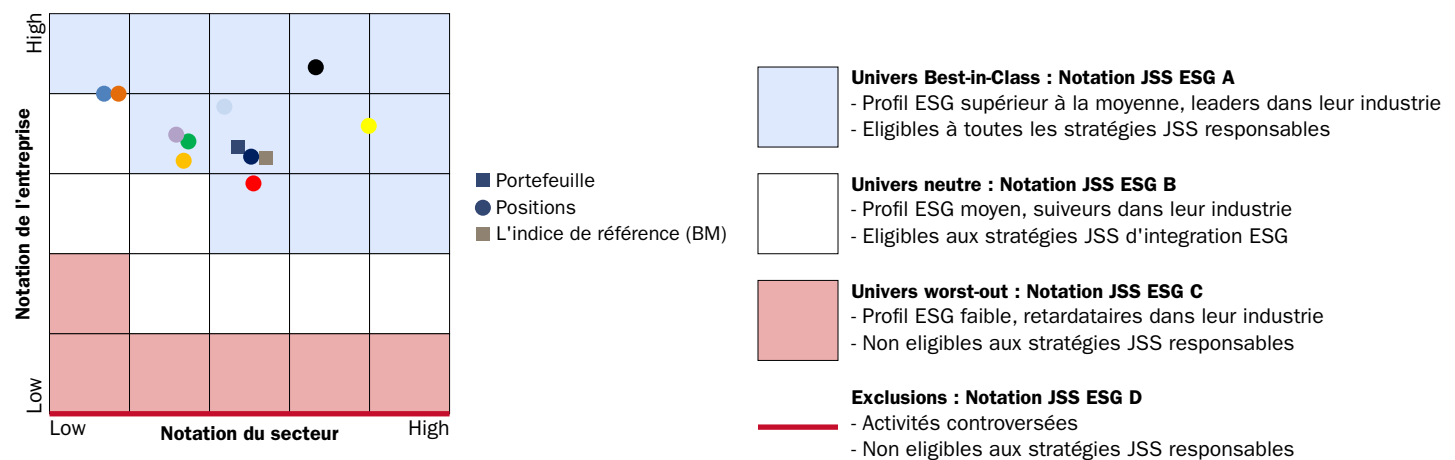 High
Notation de l'entreprise
Low
Low
Notation du secteur
High
Portefeuille
Positions
L'indice de référence (BM)
Univers Best-in-Class : Notation JSS ESG A
- Profil ESG supérieur à la moyenne, leaders dans leur industrie
- Eligibles à toutes les stratégies JSS responsables
Univers neutre : Notation JSS ESG B
- Profil ESG moyen, suiveurs dans leur industrie
- Eligibles aux stratégies JSS d'integration ESG
Univers worst-out : Notation JSS ESG C
- Profil ESG faible, retardataires dans leur industrie
- Non eligibles aux stratégies JSS responsables
Exclusions : Notation JSS ESG D
- Activités controversées
- Non eligibles aux stratégies JSS responsables